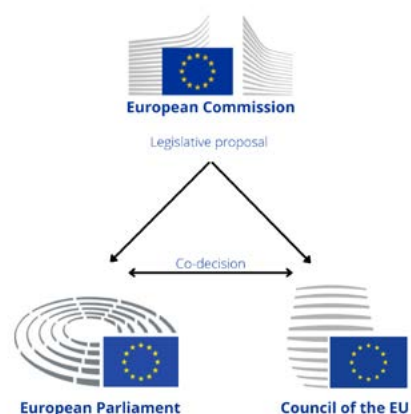 European Commission
Legislative proposal
Co-decision
European Parliament
Council of the EU